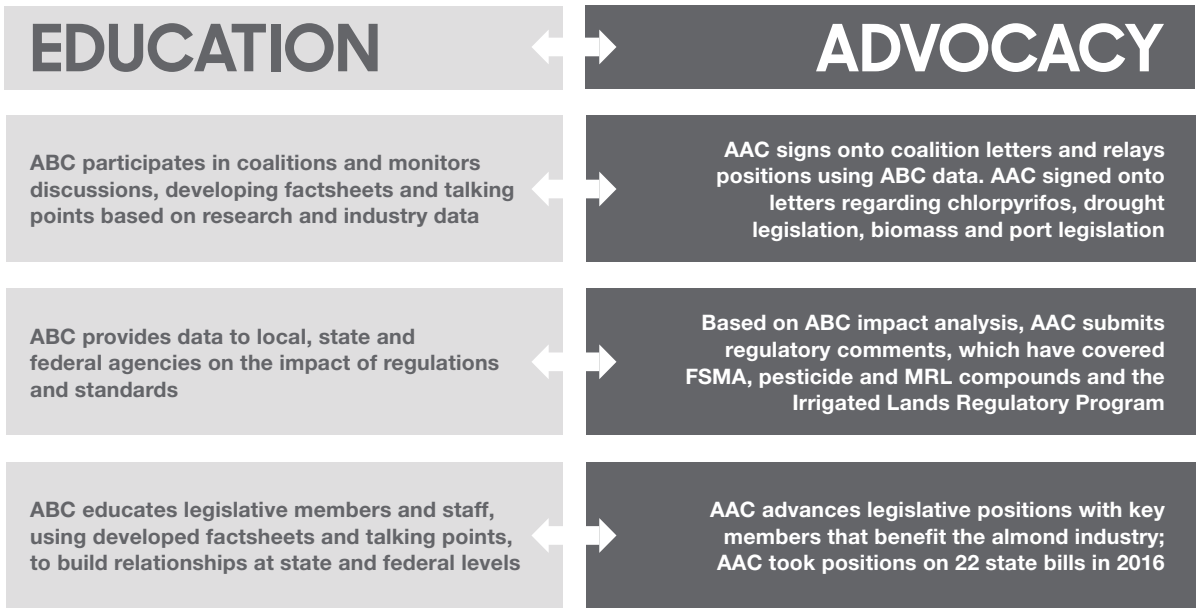 EDUCATION
ADVOCACY
ABC participates in coalitions and monitors
discussions, developing factsheets and talking
points based on research and industry data
AAC signs onto coalition letters and relays
positions using ABC data. AAC signed onto
letters regarding chlorpyrifos, drought
legislation, biomass and port legislation
ABC provides data to local, state and
federal agencies on the impact of regulations
and standards
Based on ABC impact analysis, AAC submits
regulatory comments, which have covered
FSMA, pesticide and MRL compounds and the
Irrigated Lands Regulatory Program
ABC educates legislative members and staff,
using developed factsheets and talking points,
to build relationships at state and federal levels
AAC advances legislative positions with key
members that benefit the almond industry;
AAC took positions on 22 state bills in 2016